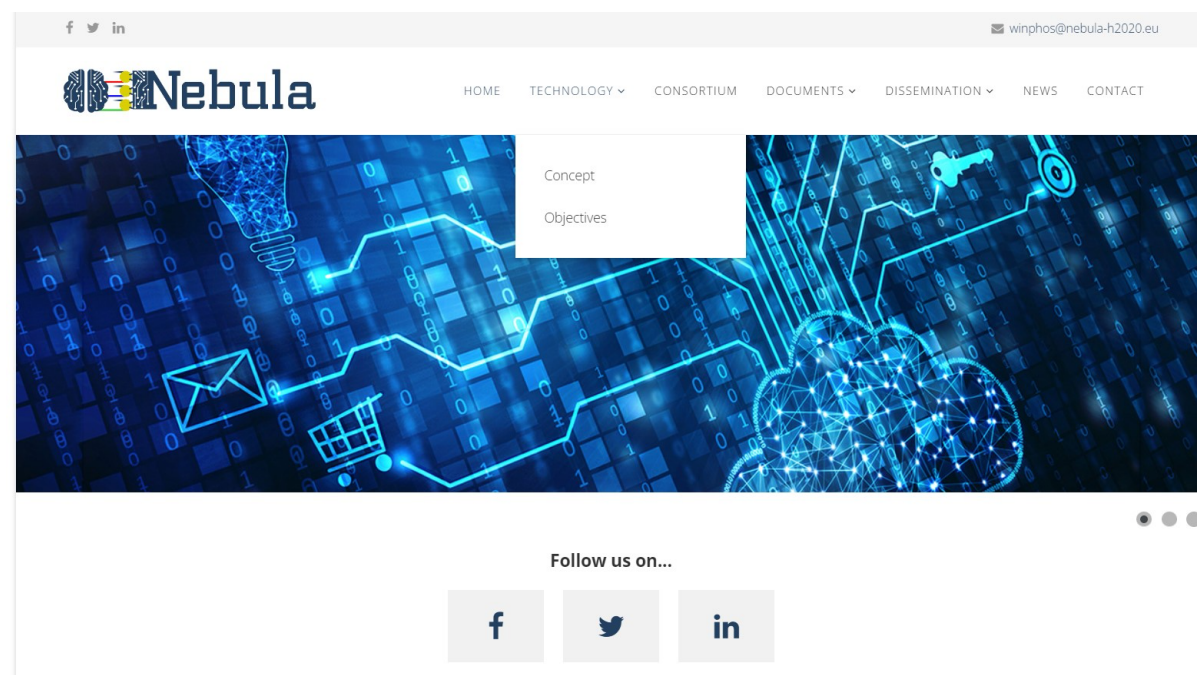 winphos@nebula-h2020.eu
Nebula
HOME TECHNOLOGY CONSORTIUM DOCUMENTS DISSEMINATION NEWS CONTACT
Concept
Objectives
Follow us on...